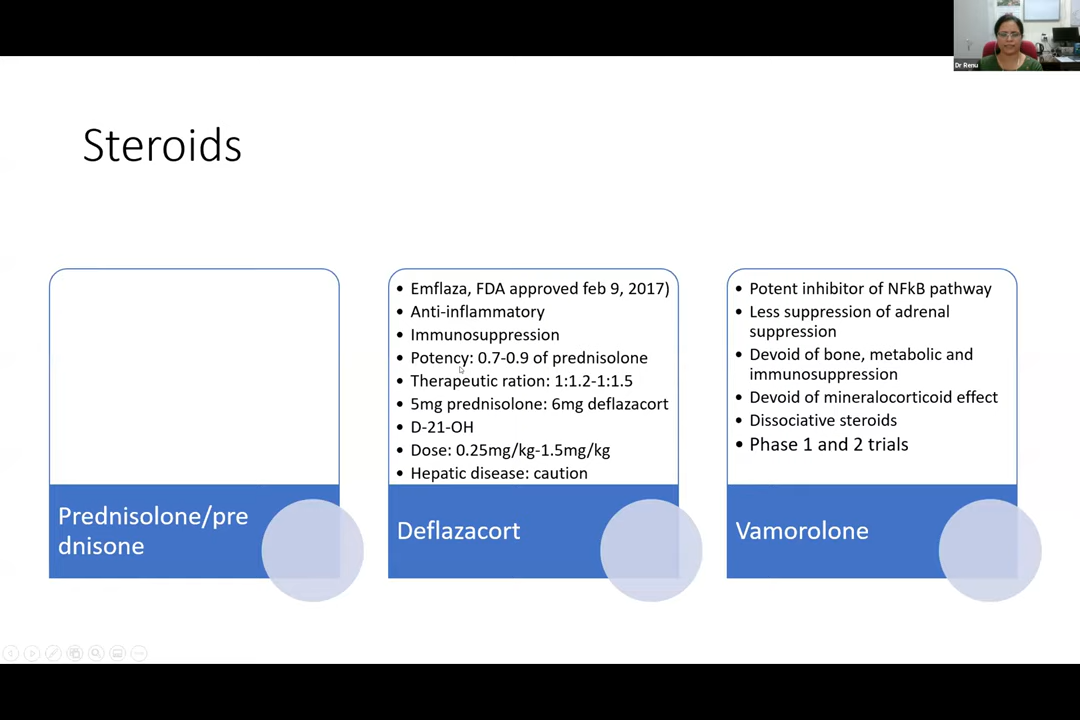 Dr Renu
Steroids
Prednisolone/pre
dnisone
• Emflaza, FDA approved feb 9, 2017)
• Anti-inflammatory
• Immunosuppression
• Potency: 0.7-0.9 of prednisolone
• Therapeutic ration: 1:1.2-1:1.5
• 5mg prednisolone: 6mg deflazacort
• D-21-OH
• Dose: 0.25mg/kg-1.5mg/kg
• Hepatic disease: caution
Deflazacort
• Potent inhibitor of NFkB pathway
• Less suppression of adrenal
suppression
• Devoid of bone, metabolic and
immunosuppression
• Devoid of mineralocorticoid effect
• Dissociative steroids
• Phase 1 and 2 trials
Vamorolone